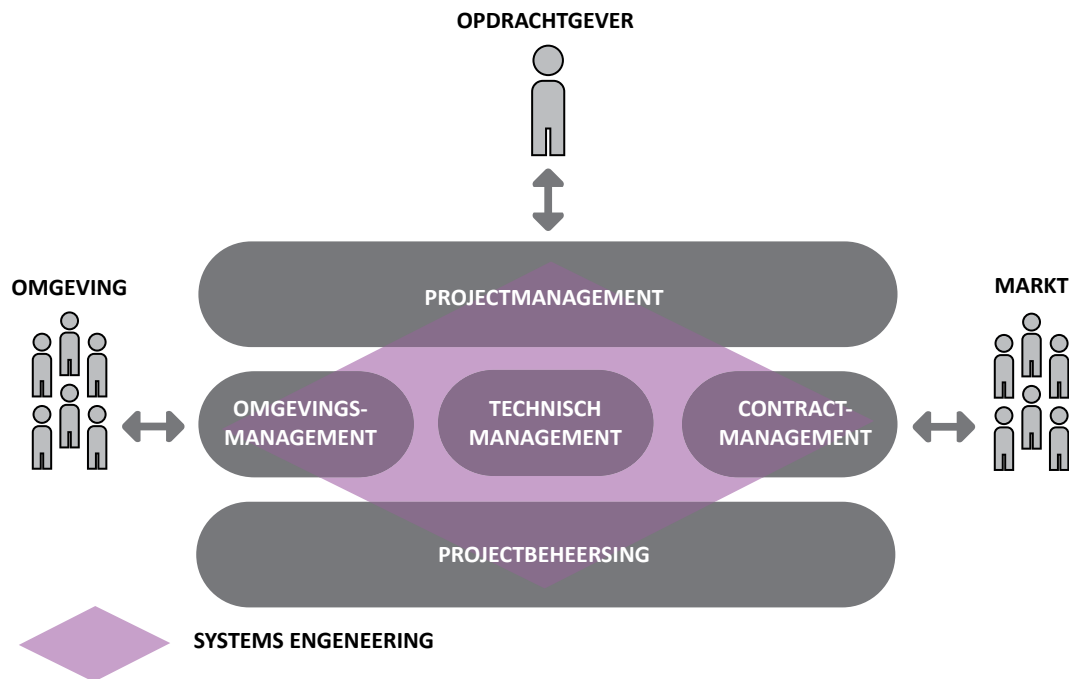 OPDRACHTGEVER
PROJECTMANAGEMENT
OMGEVING
MARKT
OMGEVINGS-
MANAGEMENT
TECHNISCH
MANAGEMENT
CONTRACT-
MANAGEMENT
PROJECTBEHEERSING
SYSTEMS ENGENEERING